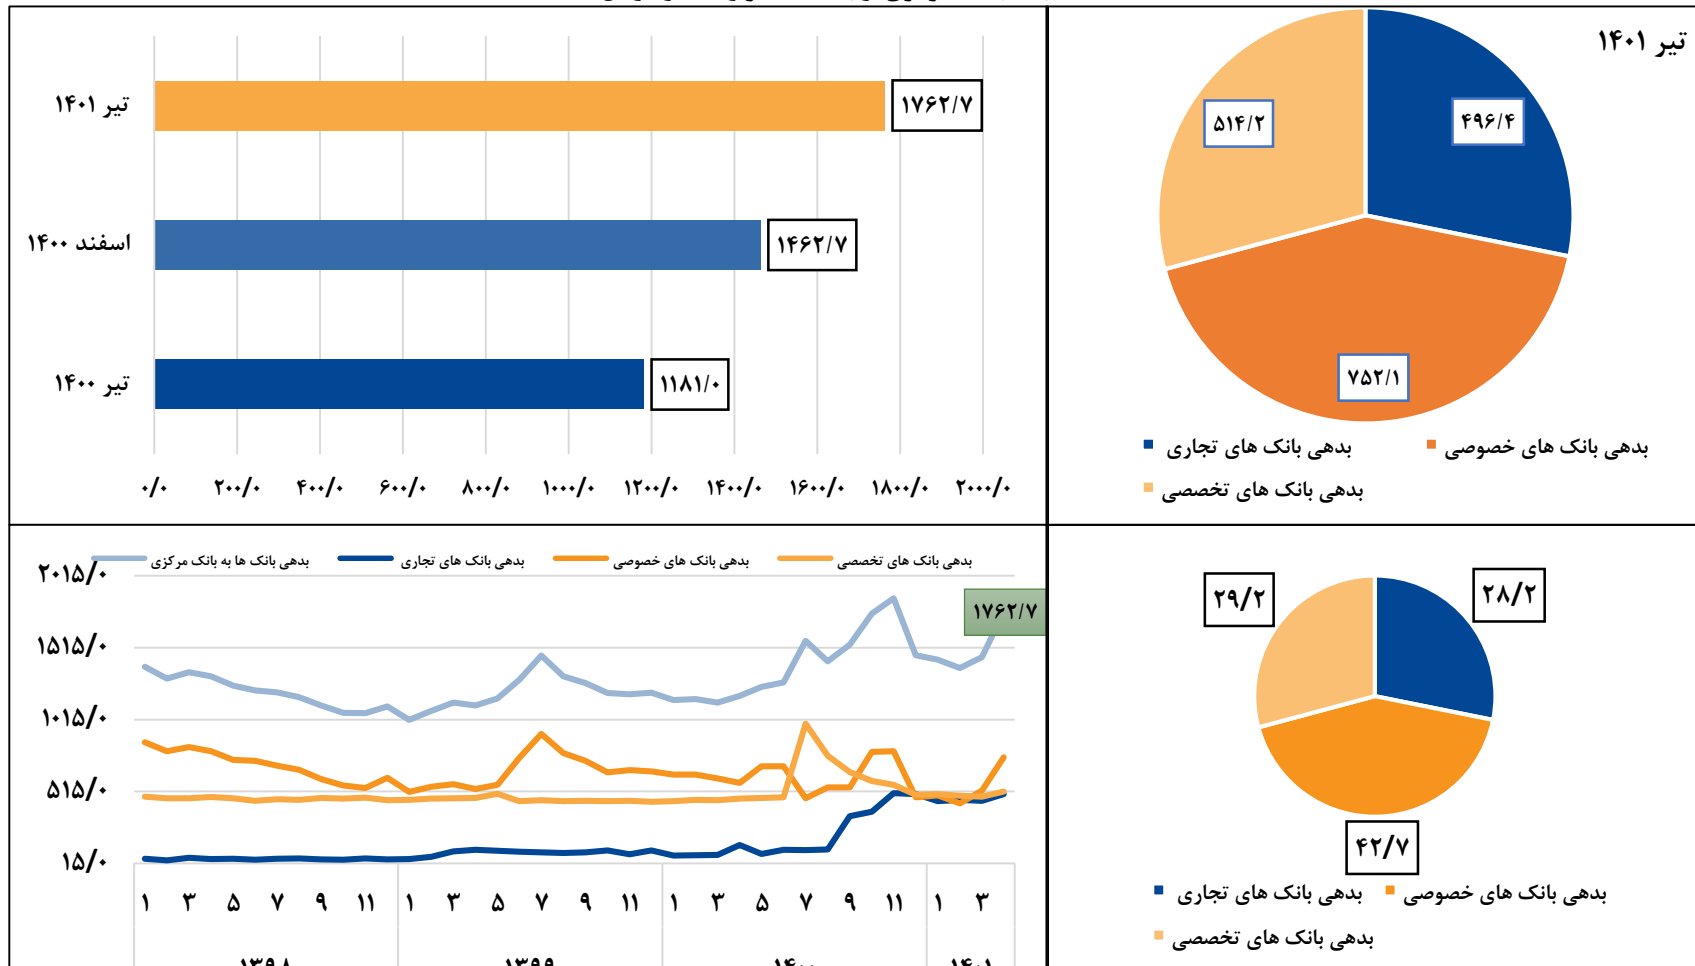 تیر ۱۴۰۱
۴۹۶/۴
۵۱۴/۲
۷۵۲/۱
بدهی بانک های تجاری
بدهی بانک های خصوصی
بدهی بانک های تخصصی
تیر ۱۴۰۱
۱۷۶۲/۷
اسفند ۱۴۰۰
۱۴۶۲/۷
تیر ۱۴۰۰
۱۱۸۱/۰
۰/۰ ۲۰۰/۰ ۴۰۰/۰ ۶۰۰/۰ ۸۰۰/۰ ۱۰۰۰/۰ ۱۲۰۰/۰ ۱۴۰۰/۰ ۱۶۰۰/۰ ۱۸۰۰/۰ ۲۰۰۰/۰
۲۸/۲
۲۹/۲
۴۲/۷
بدهی بانک های تجاری
بدهی بانک های خصوصی
بدهی بانک های تخصصی
بدهی بانک ها به بانک مرکزی
بدهی بانک های تجاری
بدهی بانک های خصوصی
بدهی بانک های تخصصی
۲۰۱۵/۰
۱۵۱۵/۰
۱۰۱۵/۰
۵۱۵/۰
۱۵/۰
۱۷۶۲/۷
۱ ۳ ۵ ۷ ۹ ۱۱ ۱ ۳ ۵ ۷ ۹ ۱۱ ۱ ۳ ۵ ۷ ۹ ۱۱ ۱ ۳
۱۳۹۸ ۱۳۹۹ ۱۴۰۰ ۱۴۰۱